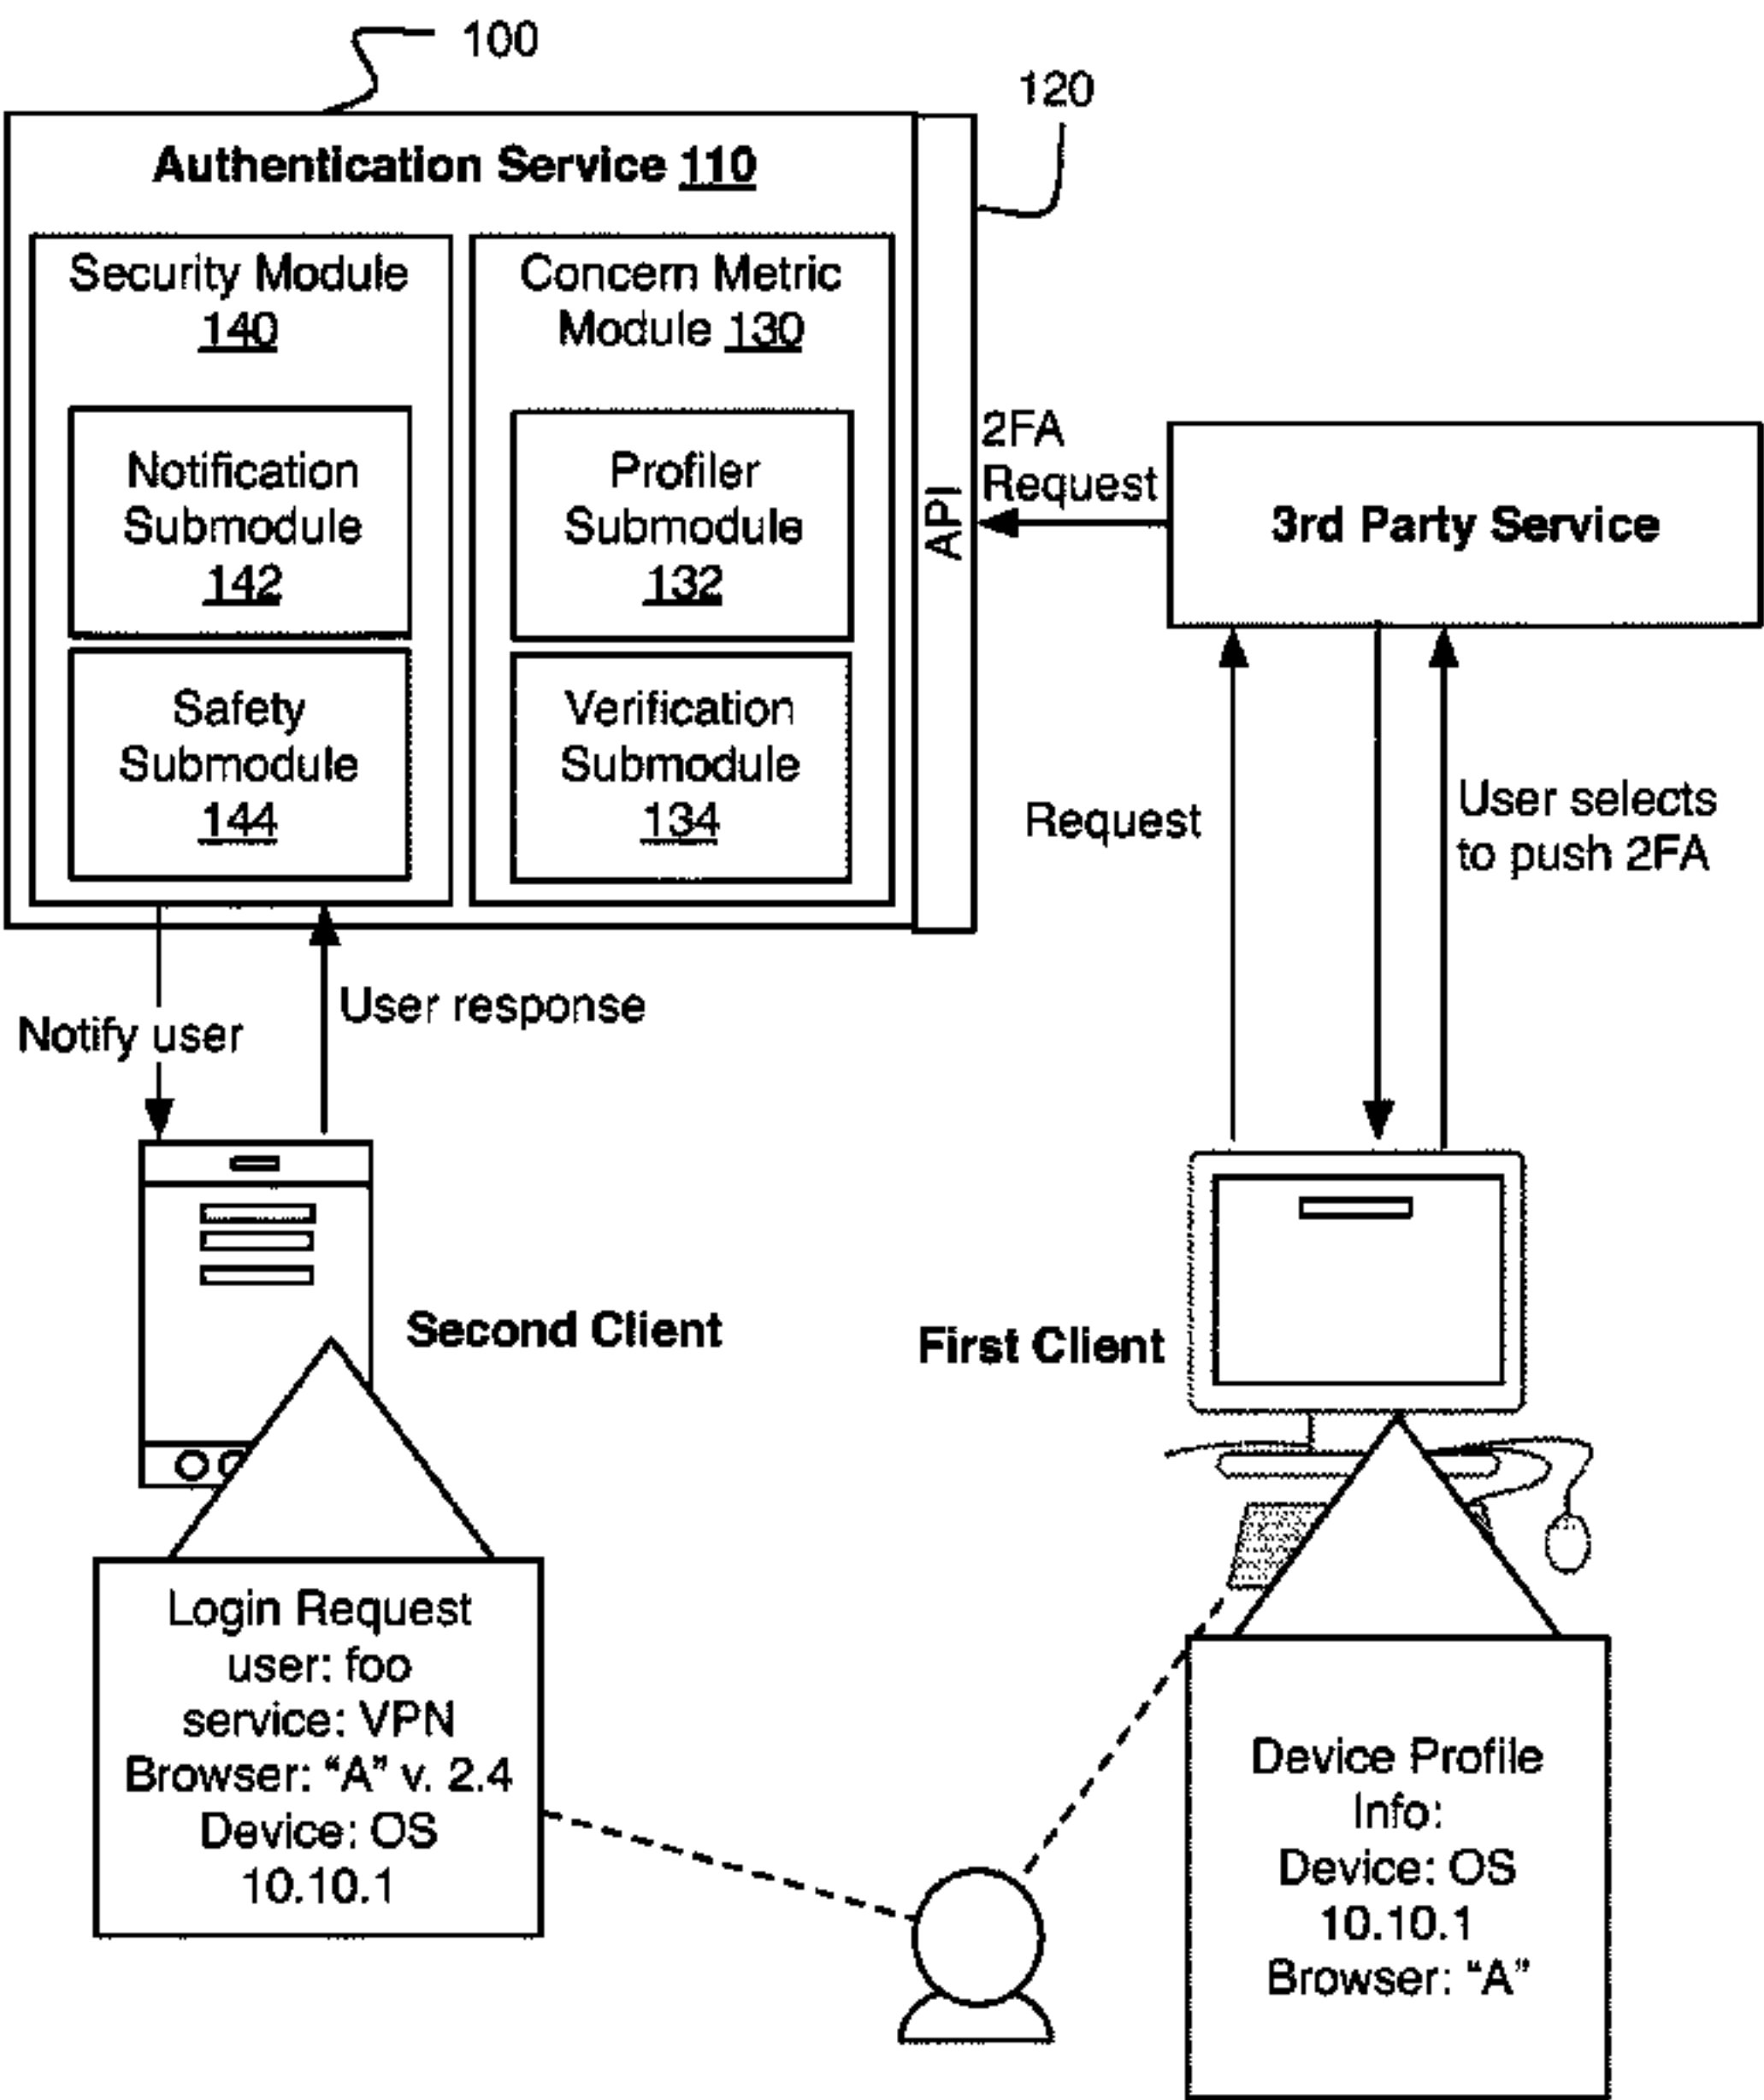 100
120
Authentication Service 110
Security Module
140
Notification
Submodule
142
Safety
Submodule
144
Concern Metric
Module 130
Profiler
Submodule
132
Verification
Submodule
134
API
2FA
Request
3rd Party Service
Request
User selects
to push 2FA
Notify user
User response
Second Client
First Client
Login Request
user: foo
service: VPN
Browser: “A” v. 2.4
Device: OS
10.10.1
Device Profile
Info:
Device: OS
10.10.1
Browser: “A”